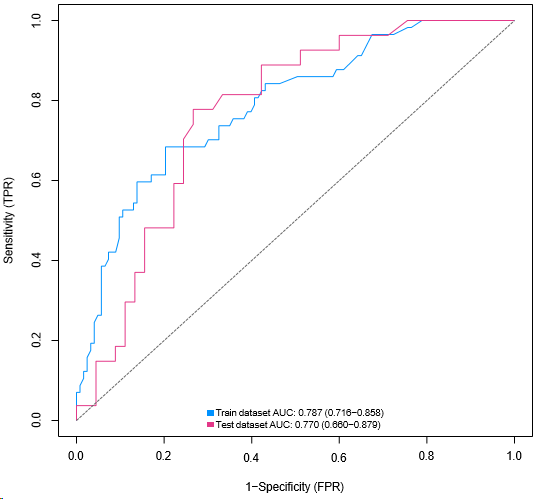 1.0
0.8
0.6
0.4
0.2
0.0
Sensitivity (TPR)
Train dataset AUC: 0.787 (0.716−0.858)
Test dataset AUC: 0.770 (0.660−0.879)
0.0 0.2 0.4 0.6 0.8 1.0
1−Specificity (FPR)